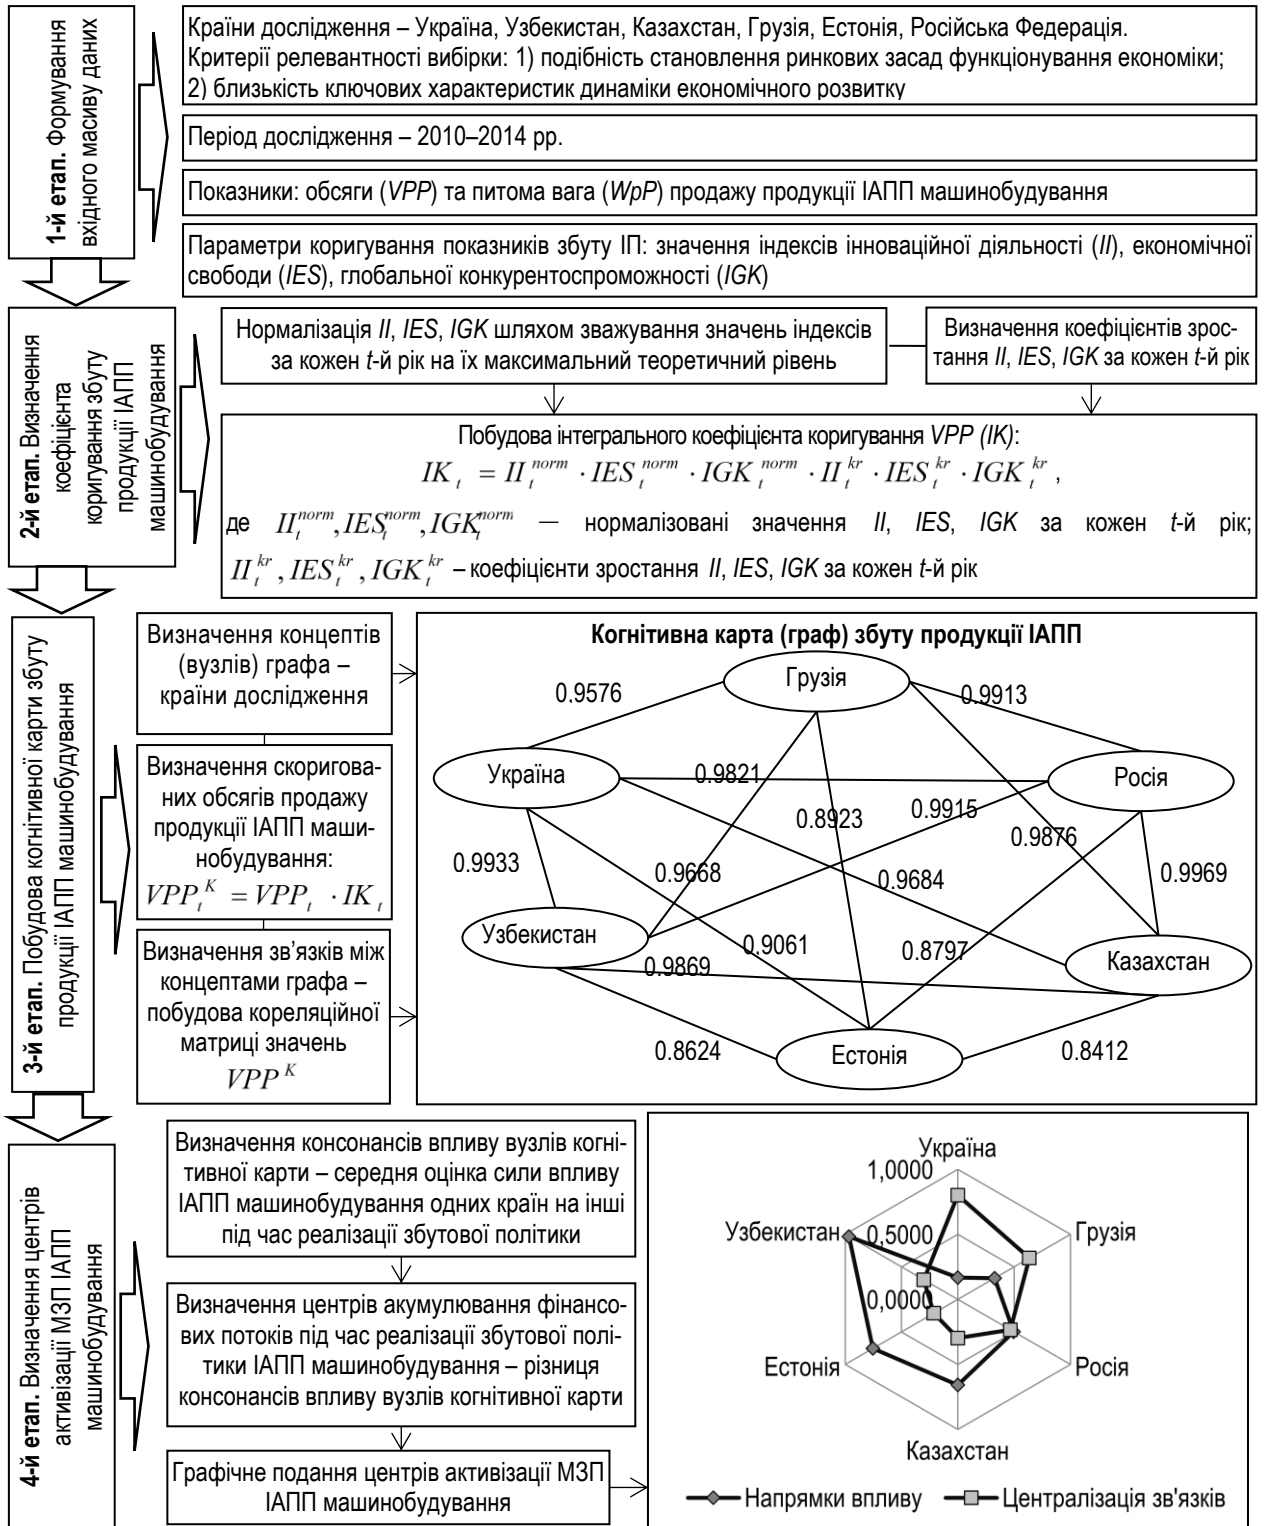 1-й етап. Формування
вхідного масиву даних
Країни дослідження – Україна, Узбекистан, Казахстан, Грузія, Естонія, Російська Федерація.
Критерії релевантності вибірки: 1) подібність становлення ринкових засад функціонування економіки;
2) близькість ключових характеристик динаміки економічного розвитку
Період дослідження – 2010–2014 рр.
Показники: обсяги (VPP) та питома вага (WpP) продажу продукції ІАПП машинобудування
Параметри коригування показників збуту ІП: значення індексів інноваційної діяльності (II), економічної
свободи (IES), глобальної конкурентоспроможності (IGK)
2-й етап. Визначення
коефіцієнта
коригування збуту
продукції ІАПП
машинобудування
Нормалізація II, IES, IGK шляхом зважування значень індексів
за кожен t-й рік на їх максимальний теоретичний рівень
Визначення коефіцієнтів зрос-
тання II, IES, IGK за кожен t-й рік
Побудова інтегрального коефіцієнта коригування VPP (IK):
IK_t = II_t^norm · IES_t^norm · IGK_t^norm · II_t^kr · IES_t^kr · IGK_t^kr ,
де II_t^norm, IES_t^norm, IGK_t^norm — нормалізовані значення II, IES, IGK за кожен t-й рік;
II_t^kr, IES_t^kr, IGK_t^kr – коефіцієнти зростання II, IES, IGK за кожен t-й рік
3-й етап. Побудова когнітивної карти збуту
продукції ІАПП машинобудування
Визначення концептів
(вузлів) графа –
країни дослідження
Визначення скоригова-
них обсягів продажу
продукції ІАПП маши-
нобудування:
VPP_t^K = VPP_t · IK_t
Визначення зв’язків між
концептами графа –
побудова кореляційної
матриці значень
VPP^K
Когнітивна карта (граф) збуту продукції ІАПП
Грузія
0.9576
0.9913
Україна
0.9821
Росія
0.8923
0.9915
0.9876
0.9933
0.9668
0.9684
0.9969
Узбекистан
0.9061
0.8797
0.9869
Казахстан
0.8624
Естонія
0.8412
4-й етап. Визначення центрів
активізації МЗП ІАПП
машинобудування
Визначення консонансів впливу вузлів когні-
тивної карти – середня оцінка сили впливу
ІАПП машинобудування одних країн на інші
під час реалізації збутової політики
Визначення центрів акумулювання фінансо-
вих потоків під час реалізації збутової полі-
тики ІАПП машинобудування – різниця
консонансів впливу вузлів когнітивної карти
Графічне подання центрів активізації МЗП
ІАПП машинобудування
Україна
1,0000
Узбекистан
0,5000
Грузія
0,0000
Естонія
Росія
Казахстан
Напрямки впливу
Централізація зв'язків